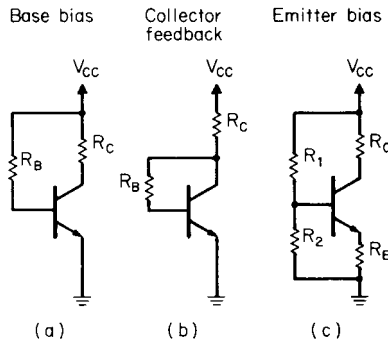 Base bias
Collector feedback
Emitter bias
VCC
RB
RC
(a)
VCC
RC
RB
(b)
VCC
R1
RC
R2
RE
(c)